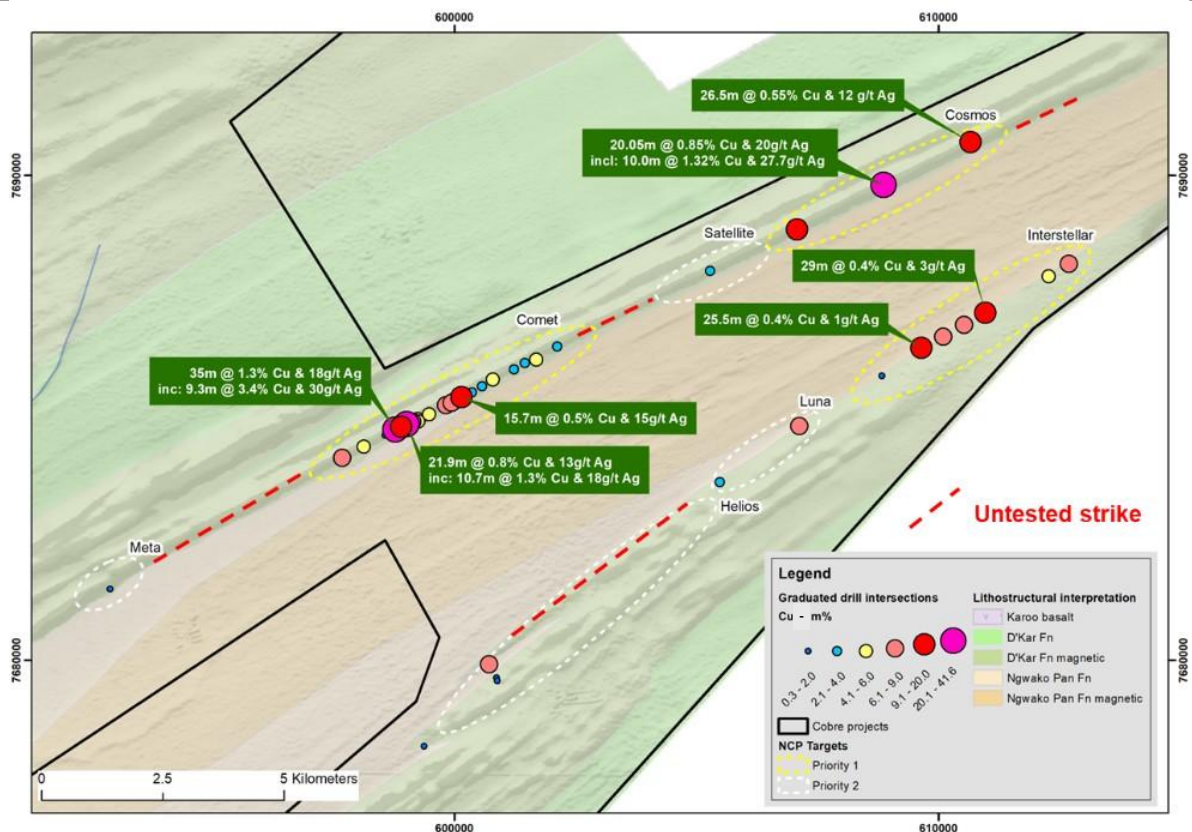 600000
610000
7690000
7690000
7680000
7680000
26.5m @ 0.55% Cu & 12 g/t Ag
Cosmos
20.05m @ 0.85% Cu & 20g/t Ag
incl: 10.0m @ 1.32% Cu & 27.7g/t Ag
Satellite
Interstellar
29m @ 0.4% Cu & 3g/t Ag
25.5m @ 0.4% Cu & 1g/t Ag
Comet
35m @ 1.3% Cu & 18g/t Ag
inc: 9.3m @ 3.4% Cu & 30g/t Ag
15.7m @ 0.5% Cu & 15g/t Ag
Luna
21.9m @ 0.8% Cu & 13g/t Ag
inc: 10.7m @ 1.3% Cu & 18g/t Ag
Helios
Untested strike
Meta
Legend
Graduated drill intersections
Cu - m%
0.3 - 2.0
2.1 - 4.0
4.1 - 6.0
6.1 - 9.0
9.1 - 20.0
20.1 - 41.6
Cobre projects
NCP Targets
Priority 1
Priority 2
Lithostructural interpretation
v Karoo basalt
D'Kar Fn
D'Kar Fn magnetic
Ngwako Pan Fn
Ngwako Pan Fn magnetic
0 2.5 5 Kilometers
600000
610000